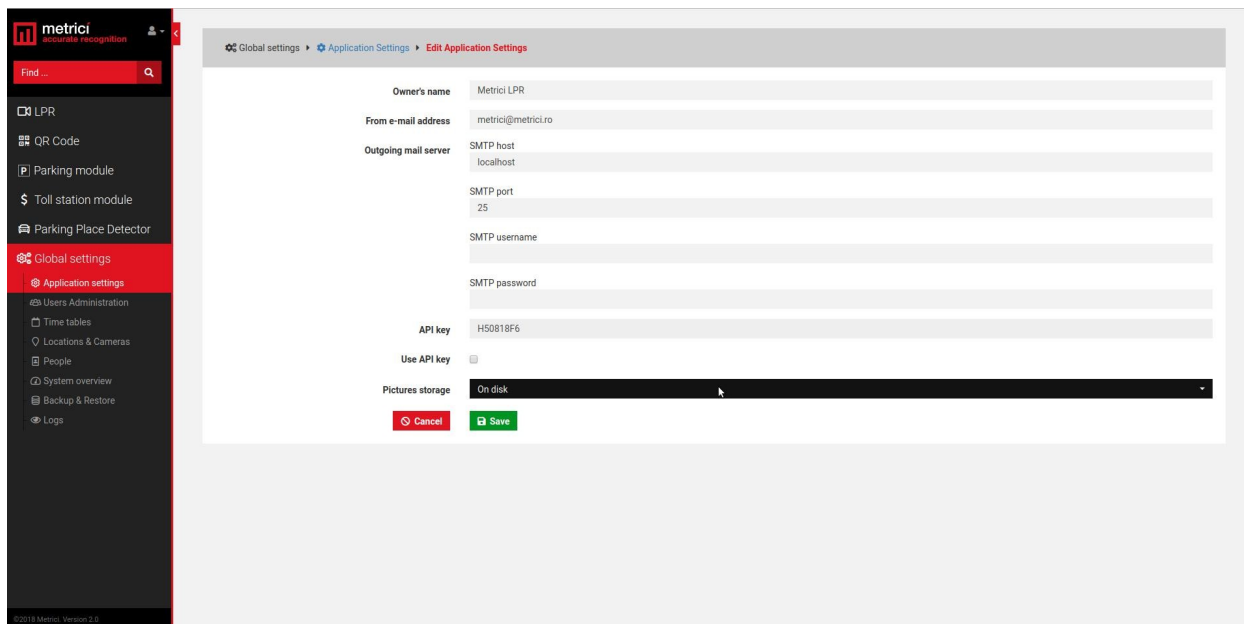 metrici
accurate recognition
Find ...
LPR
QR Code
Parking module
Toll station module
Parking Place Detector
Global settings
Application settings
Users Administration
Time tables
Locations & Cameras
People
System overview
Backup & Restore
Logs
©2018 Metrici. Version 2.0
Global settings Application Settings Edit Application Settings
Owner's name Metrici LPR
From e-mail address metrici@metrici.ro
Outgoing mail server SMTP host
localhost
SMTP port
25
SMTP username
SMTP password
API key H50818F6
Use API key
Pictures storage On disk
Cancel Save